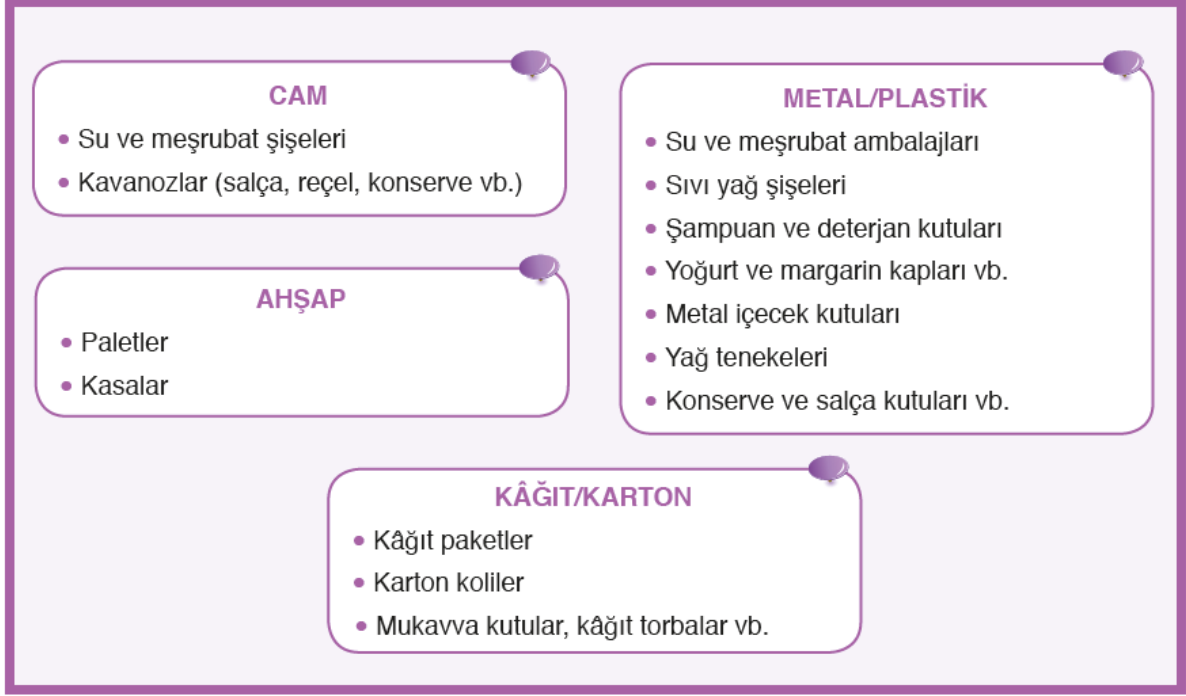 CAM
• Su ve meşrubat şişeleri
• Kavanozlar (salça, reçel, konserve vb.)
AHŞAP
• Paletler
• Kasalar
METAL/PLASTİK
• Su ve meşrubat ambalajları
• Sıvı yağ şişeleri
• Şampuan ve deterjan kutuları
• Yoğurt ve margarin kapları vb.
• Metal içecek kutuları
• Yağ tenekeleri
• Konserve ve salça kutuları vb.
KÂĞIT/KARTON
• Kâğıt paketler
• Karton koliler
• Mukavva kutular, kâğıt torbalar vb.